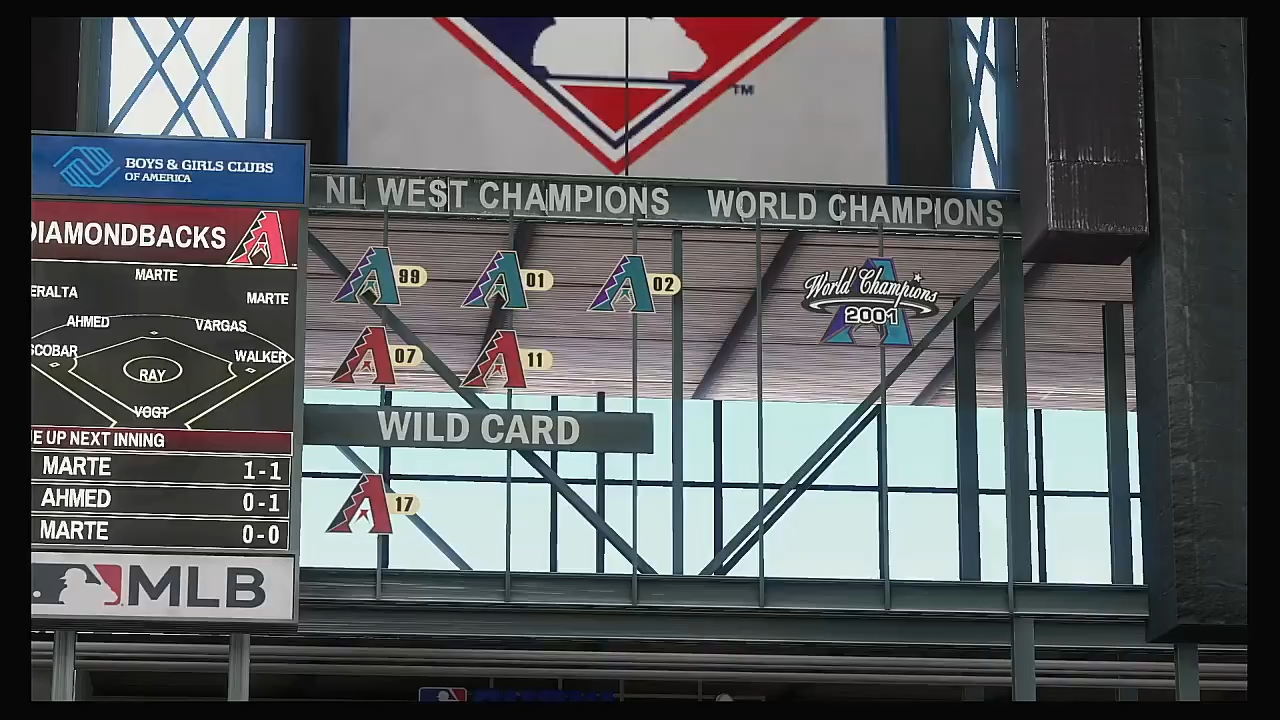 TM
BOYS & GIRLS CLUBS
OF AMERICA
NL WEST CHAMPIONS WORLD CHAMPIONS
DIAMONDBACKS
MARTE
ERALTA MARTE
AHMED VARGAS
SCOBAR WALKER
RAY
VOGT
E UP NEXT INNING
MARTE 1-1
AHMED 0-1
MARTE 0-0
MLB
99 01 02
World Champions
2001
07 11
WILD CARD
17